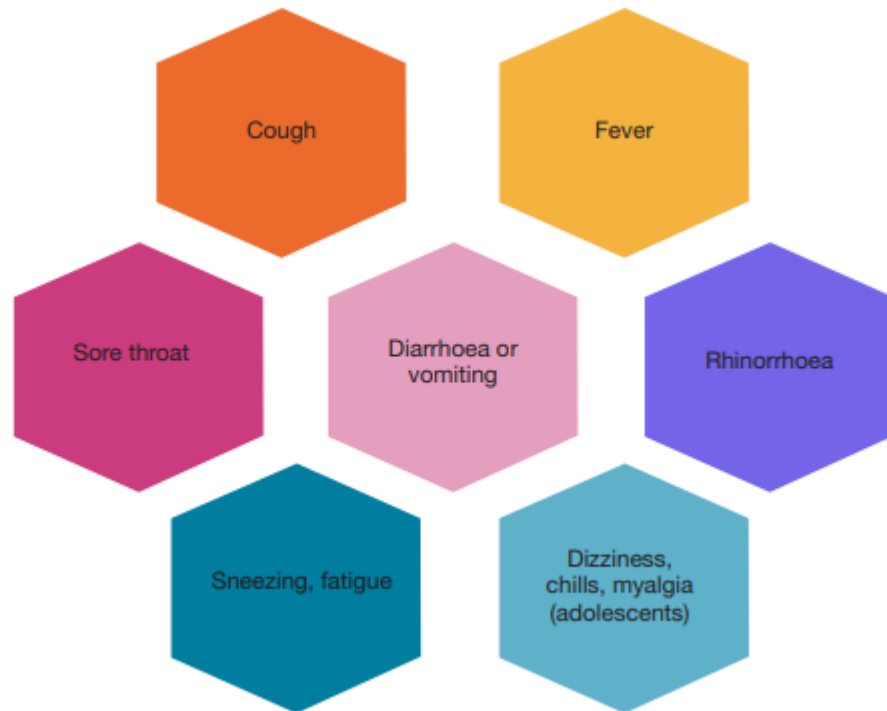 Cough
Fever
Sore throat
Diarrhoea or
vomiting
Rhinorrhoea
Sneezing, fatigue
Dizziness,
chills, myalgia
(adolescents)